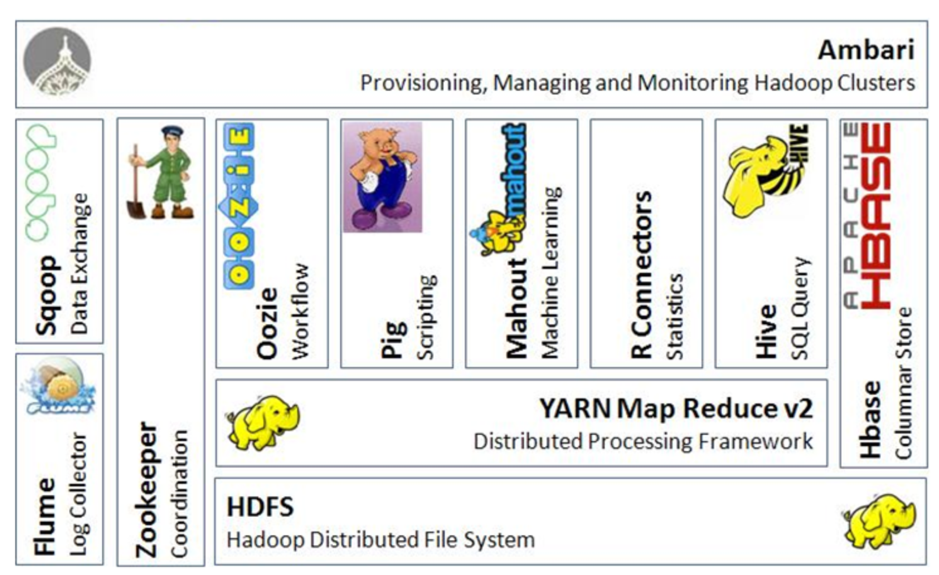 Ambari
Provisioning, Managing and Monitoring Hadoop Clusters
sqoop
Sqoop
Data Exchange
FLUME
Flume
Log Collector
Zookeeper
Coordination
OOZIE
Oozie
Workflow
Pig
Scripting
mahout
Mahout
Machine Learning
R Connectors
Statistics
HIVE
Hive
SQL Query
APACHE
HBASE
Hbase
Columnar Store
YARN Map Reduce v2
Distributed Processing Framework
HDFS
Hadoop Distributed File System